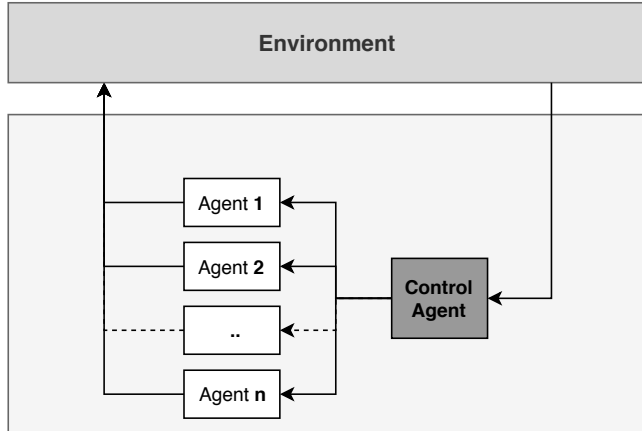 Environment
Agent 1
Agent 2
..
Agent n
Control
Agent